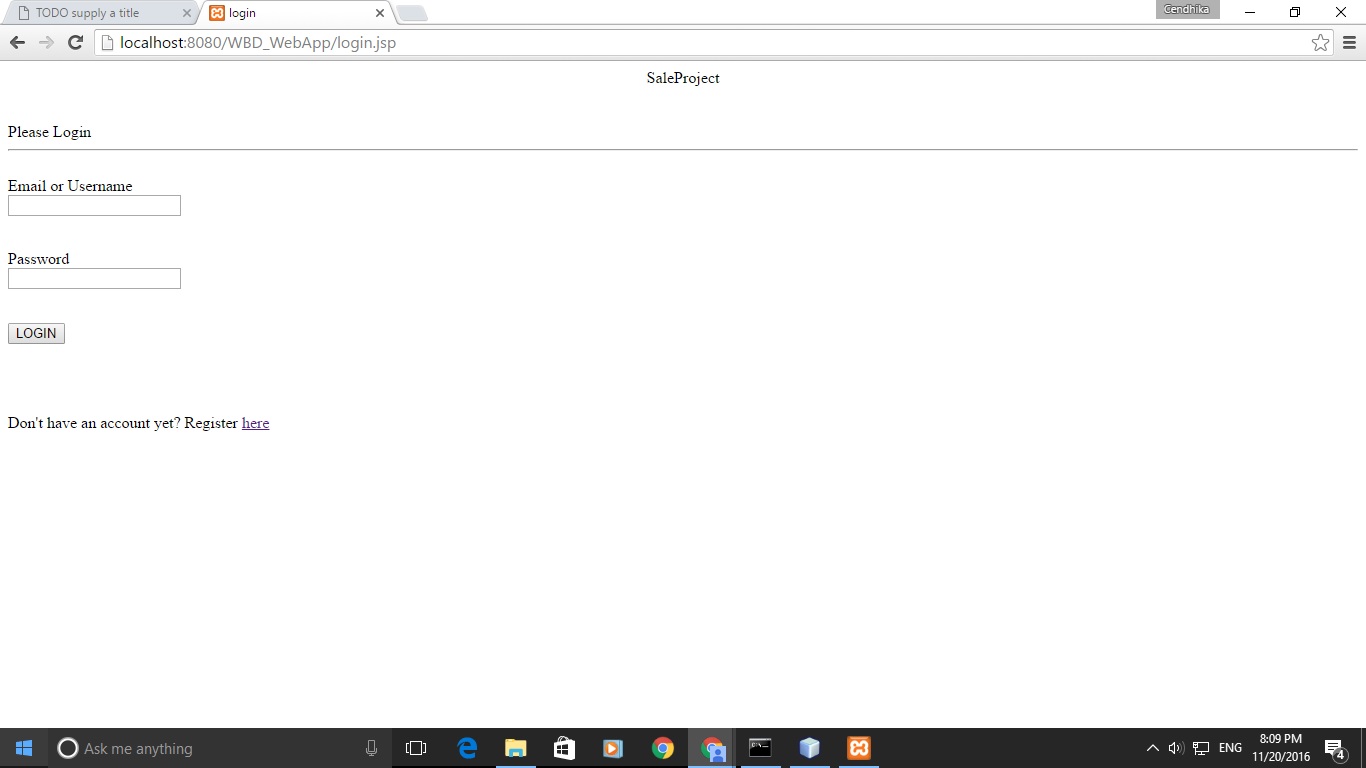 TODO supply a title
login
Cendhika
localhost:8080/WBD_WebApp/login.jsp
SaleProject
Please Login
Email or Username
Password
LOGIN
Don't have an account yet? Register here
Ask me anything
ENG
8:09 PM
11/20/2016
4